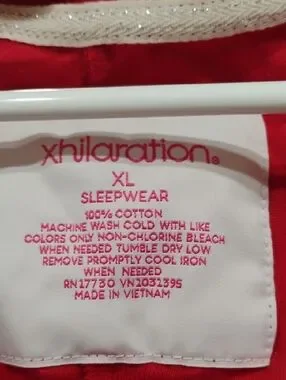 xhilaration.
XL
SLEEPWEAR
100% COTTON
MACHINE WASH COLD WITH LIKE
COLORS ONLY NON-CHLORINE BLEACH
WHEN NEEDED TUMBLE DRY LOW
REMOVE PROMPTLY COOL IRON
WHEN NEEDED
RN17730 VN1031395
MADE IN VIETNAM